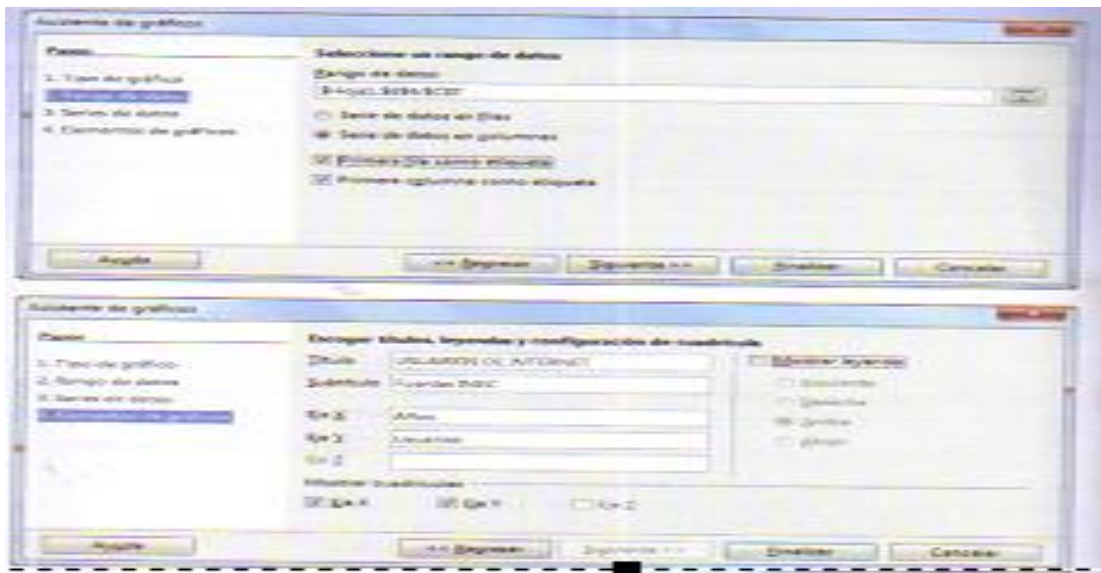 Asistente de gráficos
Pasos
Seleccione un rango de datos
Rango de datos
1. Tipo de gráfico
2. Rango de datos
3. Series de datos
4. Elementos de gráficos
Serie de datos en filas
Serie de datos en columnas
Primera fila como etiqueta
Primera columna como etiqueta
Ayuda
<< Regresar
Siguiente >>
Finalizar
Cancelar
Asistente de gráficos
Pasos
Escoger títulos, leyendas y configuración de cuadrícula
1. Tipo de gráfico
2. Rango de datos
3. Series de datos
4. Elementos de gráficos
Título USUARIOS DE INTERNET
Subtítulo
Eje X Años
Eje Y Usuarios
Eje Z
Mostrar leyenda
Izquierda
Derecha
Arriba
Abajo
Mostrar cuadrículas
Eje X Eje Y Eje Z
Ayuda
<< Regresar
Siguiente >>
Finalizar
Cancelar